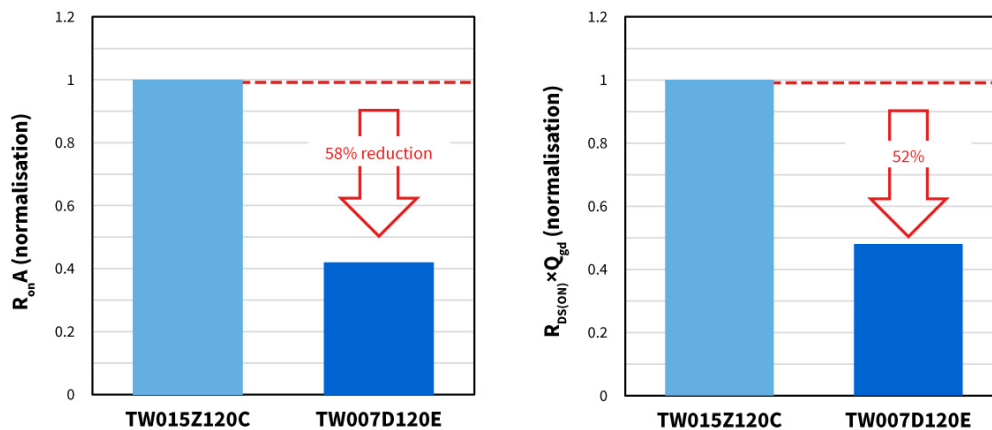 1.2
1
0.8
0.6
0.4
0.2
0
RonA (normalisation)
58% reduction
TW015Z120C
TW007D120E
1.2
1
0.8
0.6
0.4
0.2
0
RDS(ON)×Qgd (normalisation)
52%
TW015Z120C
TW007D120E